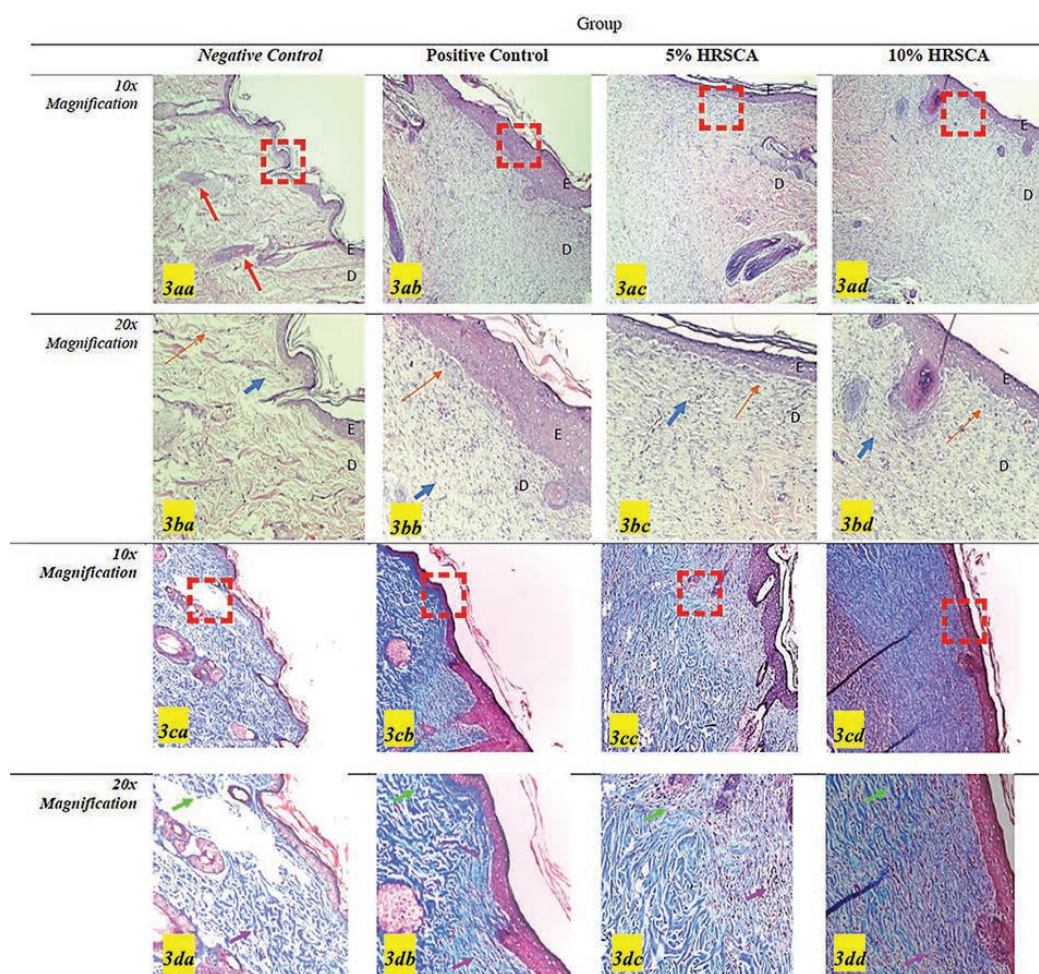 Group
Negative Control Positive Control 5% HRSCA 10% HRSCA
10x
Magnification
E
D
3aa
E
D
3ab
E
D
3ac
E
D
3ad
20x
Magnification
E
D
3ba
E
D
3bb
E
D
3bc
E
D
3bd
10x
Magnification
3ca
3cb
3cc
3cd
20x
Magnification
3da
3db
3dc
3dd